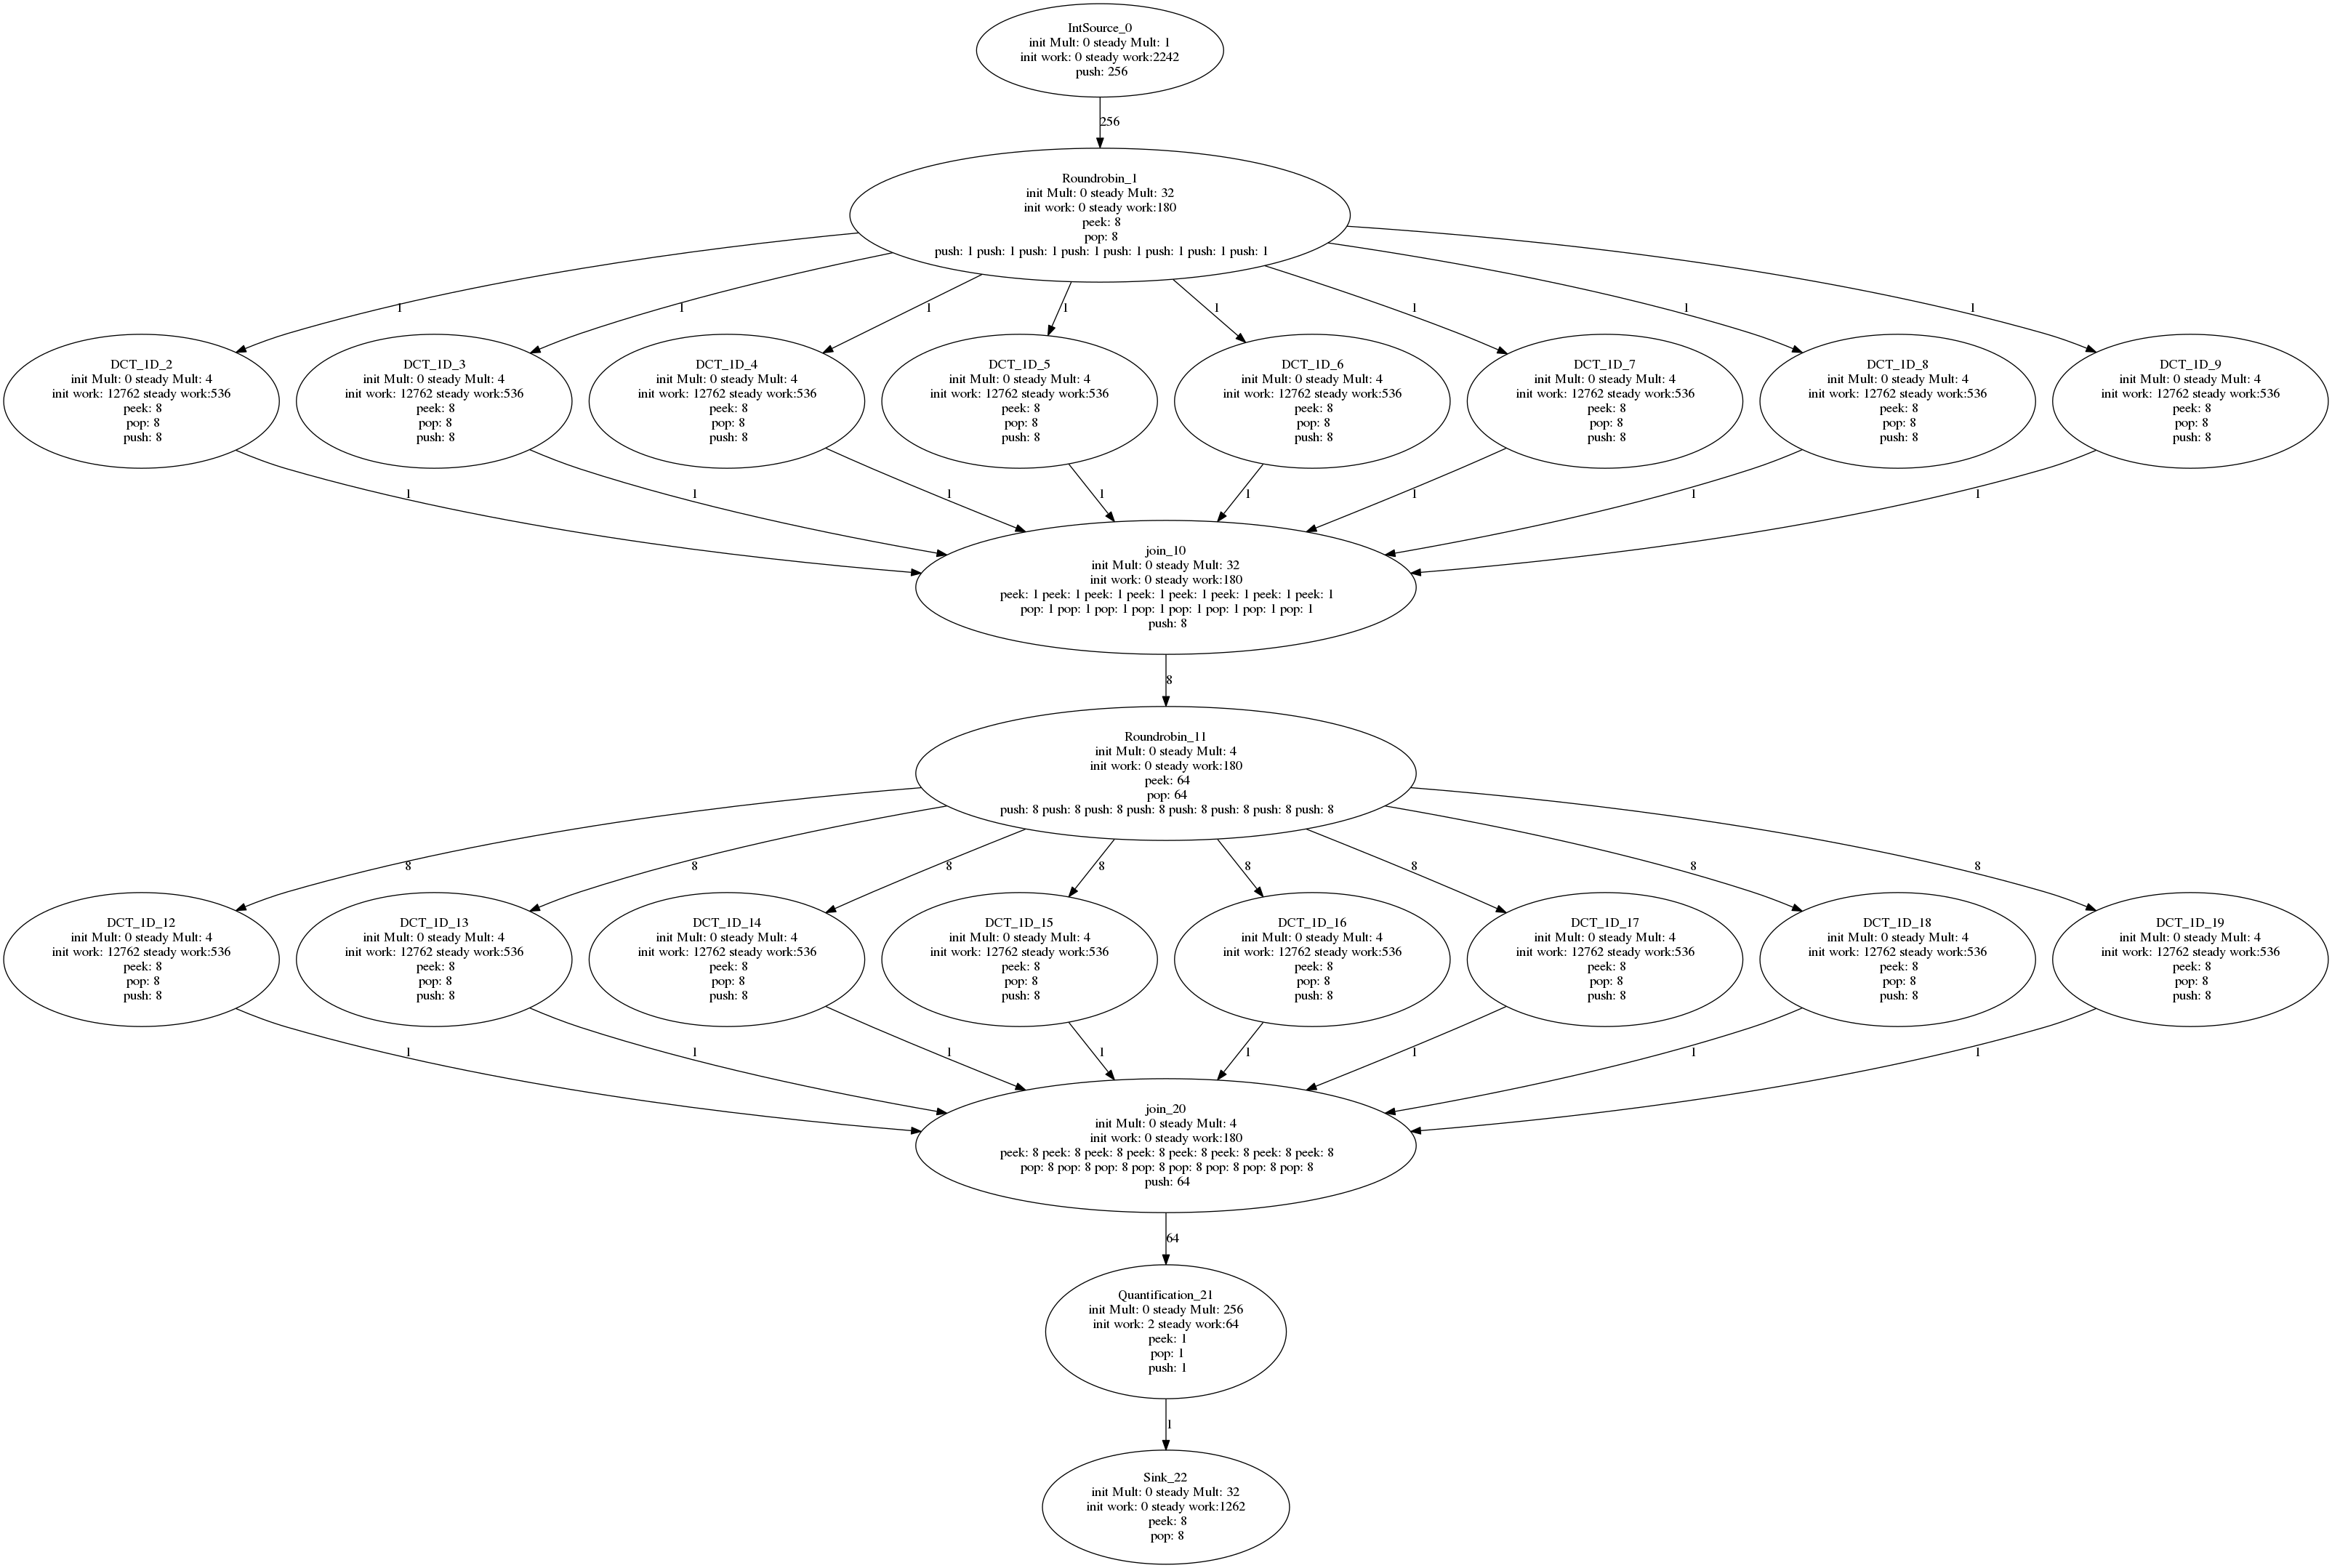 IntSource_0
init Mult: 0 steady Mult: 1
init work: 0 steady work:2242
push: 256
256
Roundrobin_1
init Mult: 0 steady Mult: 32
init work: 0 steady work:180
peek: 8
pop: 8
push: 1 push: 1 push: 1 push: 1 push: 1 push: 1 push: 1 push: 1
1
1
1
1
1
1
1
1
DCT_1D_2
init Mult: 0 steady Mult: 4
init work: 12762 steady work:536
peek: 8
pop: 8
push: 8
DCT_1D_3
init Mult: 0 steady Mult: 4
init work: 12762 steady work:536
peek: 8
pop: 8
push: 8
DCT_1D_4
init Mult: 0 steady Mult: 4
init work: 12762 steady work:536
peek: 8
pop: 8
push: 8
DCT_1D_5
init Mult: 0 steady Mult: 4
init work: 12762 steady work:536
peek: 8
pop: 8
push: 8
DCT_1D_6
init Mult: 0 steady Mult: 4
init work: 12762 steady work:536
peek: 8
pop: 8
push: 8
DCT_1D_7
init Mult: 0 steady Mult: 4
init work: 12762 steady work:536
peek: 8
pop: 8
push: 8
DCT_1D_8
init Mult: 0 steady Mult: 4
init work: 12762 steady work:536
peek: 8
pop: 8
push: 8
DCT_1D_9
init Mult: 0 steady Mult: 4
init work: 12762 steady work:536
peek: 8
pop: 8
push: 8
1
1
1
1
1
1
1
1
join_10
init Mult: 0 steady Mult: 32
init work: 0 steady work:180
peek: 1 peek: 1 peek: 1 peek: 1 peek: 1 peek: 1 peek: 1 peek: 1
pop: 1 pop: 1 pop: 1 pop: 1 pop: 1 pop: 1 pop: 1 pop: 1
push: 8
8
Roundrobin_11
init Mult: 0 steady Mult: 4
init work: 0 steady work:180
peek: 64
pop: 64
push: 8 push: 8 push: 8 push: 8 push: 8 push: 8 push: 8 push: 8
8
8
8
8
8
8
8
8
DCT_1D_12
init Mult: 0 steady Mult: 4
init work: 12762 steady work:536
peek: 8
pop: 8
push: 8
DCT_1D_13
init Mult: 0 steady Mult: 4
init work: 12762 steady work:536
peek: 8
pop: 8
push: 8
DCT_1D_14
init Mult: 0 steady Mult: 4
init work: 12762 steady work:536
peek: 8
pop: 8
push: 8
DCT_1D_15
init Mult: 0 steady Mult: 4
init work: 12762 steady work:536
peek: 8
pop: 8
push: 8
DCT_1D_16
init Mult: 0 steady Mult: 4
init work: 12762 steady work:536
peek: 8
pop: 8
push: 8
DCT_1D_17
init Mult: 0 steady Mult: 4
init work: 12762 steady work:536
peek: 8
pop: 8
push: 8
DCT_1D_18
init Mult: 0 steady Mult: 4
init work: 12762 steady work:536
peek: 8
pop: 8
push: 8
DCT_1D_19
init Mult: 0 steady Mult: 4
init work: 12762 steady work:536
peek: 8
pop: 8
push: 8
1
1
1
1
1
1
1
1
join_20
init Mult: 0 steady Mult: 4
init work: 0 steady work:180
peek: 8 peek: 8 peek: 8 peek: 8 peek: 8 peek: 8 peek: 8 peek: 8
pop: 8 pop: 8 pop: 8 pop: 8 pop: 8 pop: 8 pop: 8 pop: 8
push: 64
64
Quantification_21
init Mult: 0 steady Mult: 256
init work: 2 steady work:64
peek: 1
pop: 1
push: 1
1
Sink_22
init Mult: 0 steady Mult: 32
init work: 0 steady work:1262
peek: 8
pop: 8